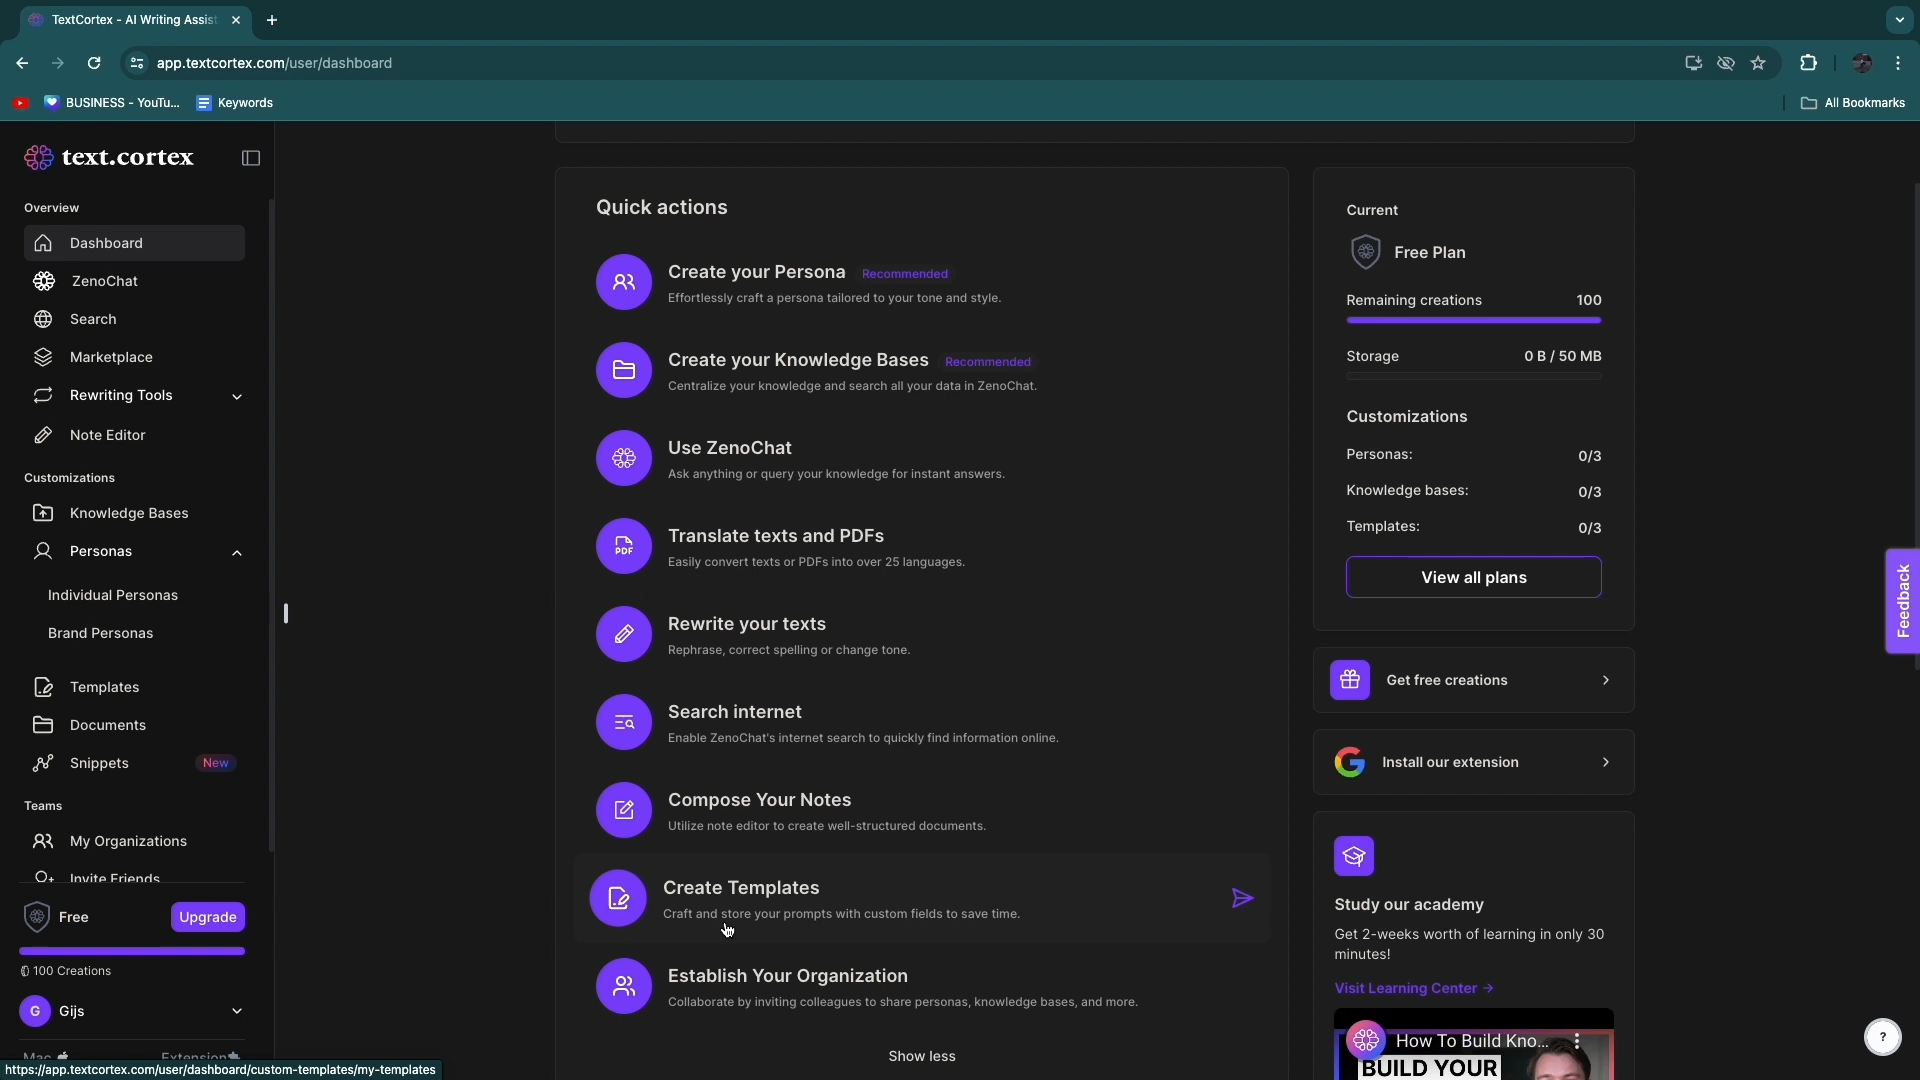 TextCortex - AI Writing Assist
app.textcortex.com/user/dashboard
BUSINESS - YouTu...
Keywords
All Bookmarks
text.cortex
Overview
Dashboard
ZenoChat
Search
Marketplace
Rewriting Tools
Note Editor
Customizations
Knowledge Bases
Personas
Individual Personas
Brand Personas
Templates
Documents
Snippets New
Teams
My Organizations
Invite Friends
Free Upgrade
100 Creations
G Gijs
Mac Extension
https://app.textcortex.com/user/dashboard/custom-templates/my-templates
Quick actions
Create your Persona Recommended
Effortlessly craft a persona tailored to your tone and style.
Create your Knowledge Bases Recommended
Centralize your knowledge and search all your data in ZenoChat.
Use ZenoChat
Ask anything or query your knowledge for instant answers.
PDF
Translate texts and PDFs
Easily convert texts or PDFs into over 25 languages.
Rewrite your texts
Rephrase, correct spelling or change tone.
Search internet
Enable ZenoChat's internet search to quickly find information online.
Compose Your Notes
Utilize note editor to create well-structured documents.
Create Templates
Craft and store your prompts with custom fields to save time.
Establish Your Organization
Collaborate by inviting colleagues to share personas, knowledge bases, and more.
Show less
Current
Free Plan
Remaining creations 100
Storage 0 B / 50 MB
Customizations
Personas: 0/3
Knowledge bases: 0/3
Templates: 0/3
View all plans
Get free creations
Install our extension
Study our academy
Get 2-weeks worth of learning in only 30
minutes!
Visit Learning Center →
How To Build Kno...
BUILD YOUR
Feedback
?